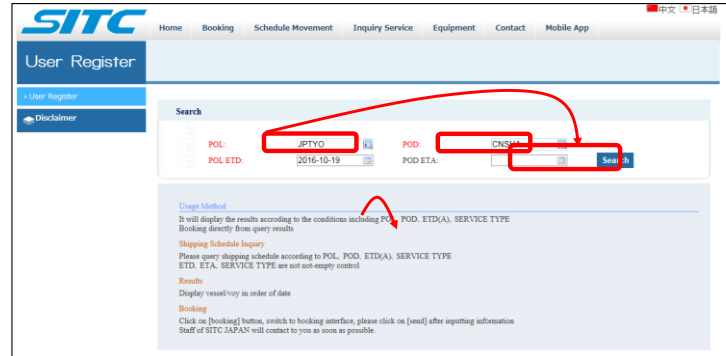 SITC
中文 日本語
Home Booking Schedule Movement Inquiry Service Equipment Contact Mobile App
User Register
User Register
Disclaimer
Search
POL: JPTYO POD:
POL ETD: 2016-10-19 POD ETA: Search
Usage Method
It will display the results accroding to the conditions including POL, POD, ETD(A), SERVICE TYPE
Booking directly from query results
Shipping Schedule Inquiry
Please query shipping schedule according to POL, POD, ETD(A), SERVICE TYPE
ETD, ETA, SERVICE TYPE are not not-empty control
Results
Display vessel/voy in order of date
Booking
Click on [booking] button, switch to booking interface, please click on [send] after inputting information
Staff of SITC JAPAN will contact to you as soon as possible.